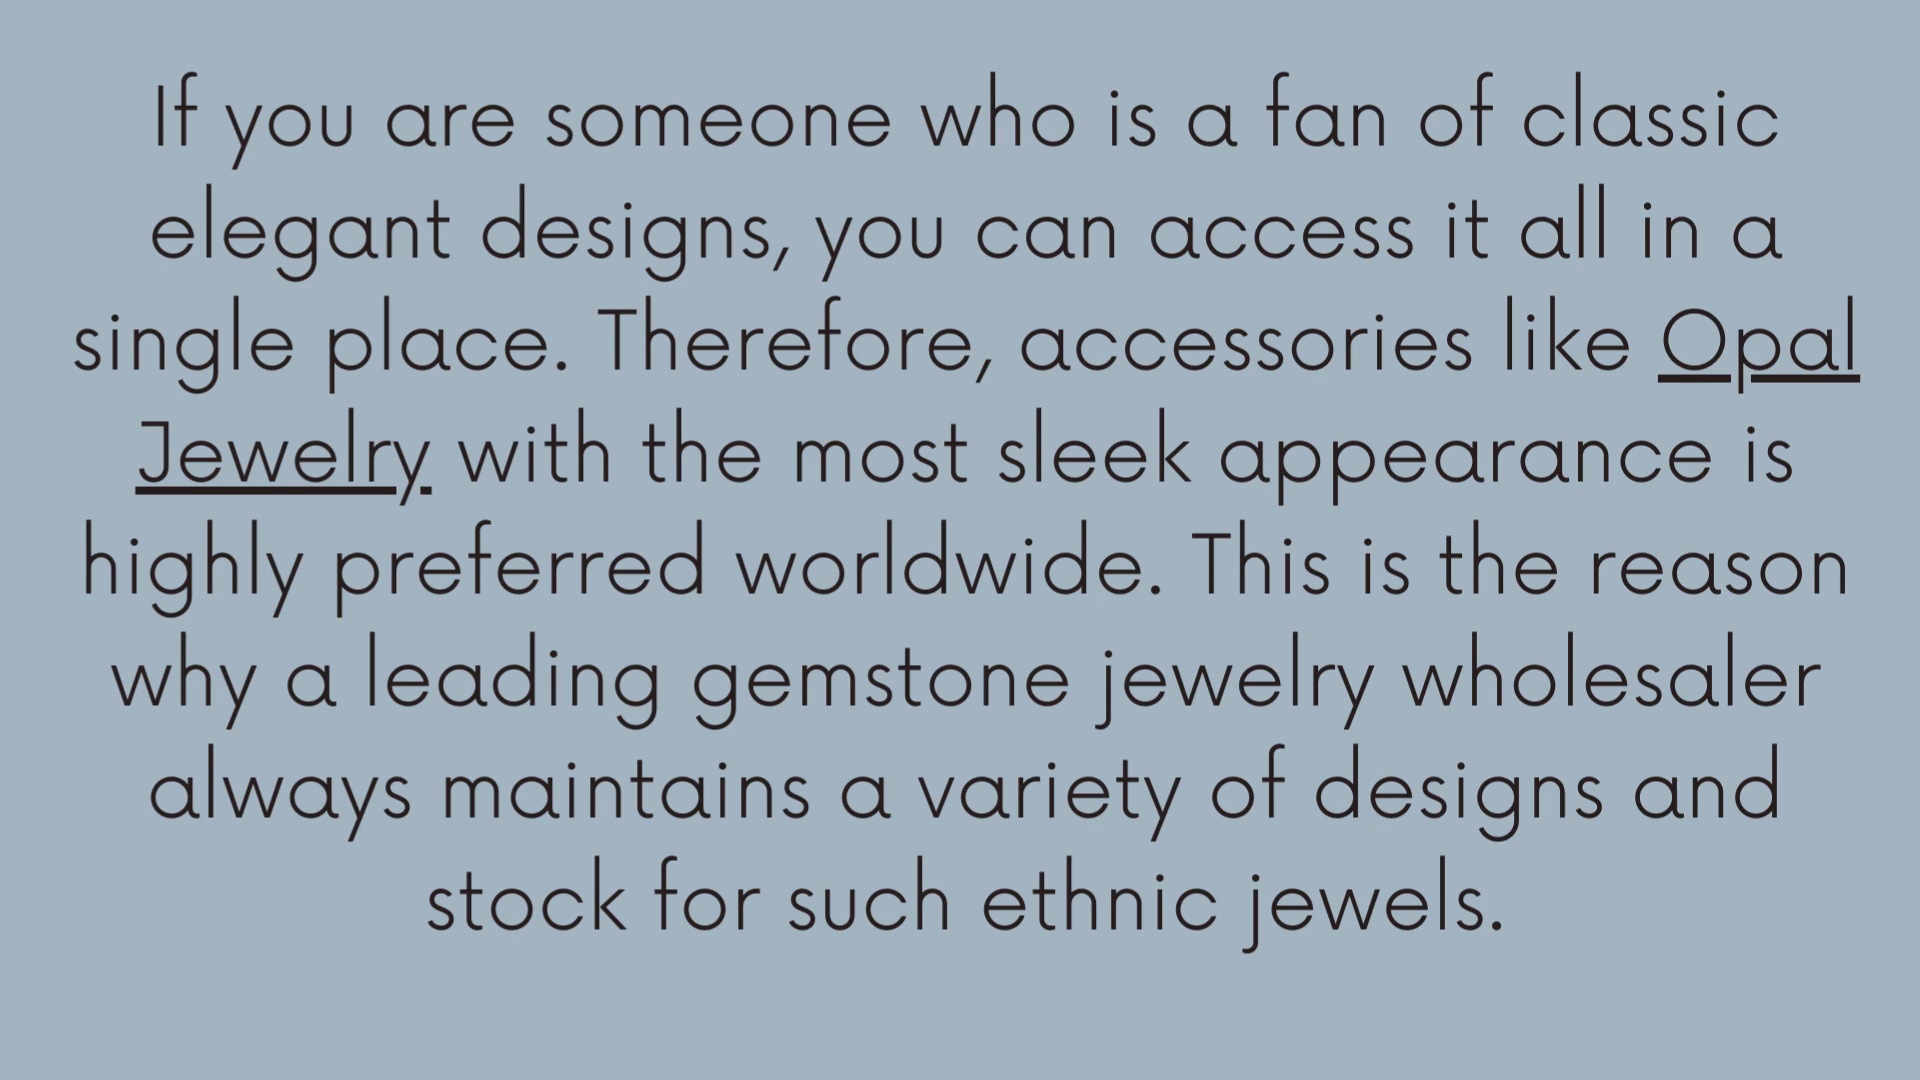 If you are someone who is a fan of classic
elegant designs, you can access it all in a
single place. Therefore, accessories like Opal
Jewelry with the most sleek appearance is
highly preferred worldwide. This is the reason
why a leading gemstone jewelry wholesaler
always maintains a variety of designs and
stock for such ethnic jewels.